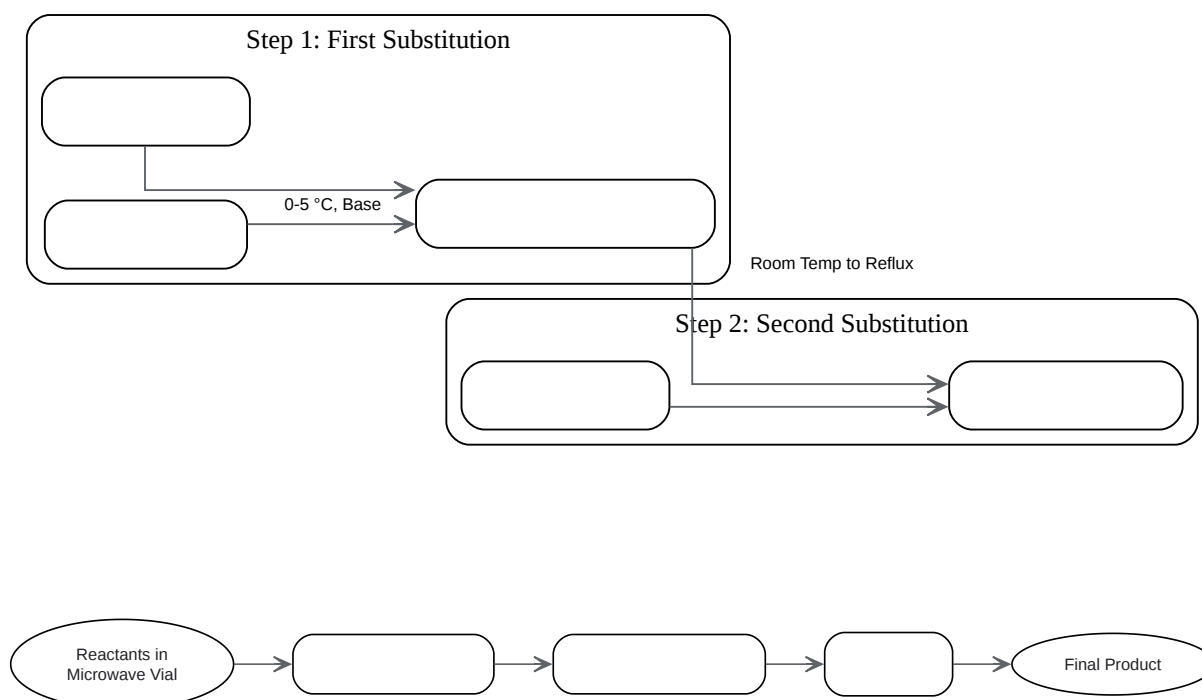 Step 1: First Substitution
0-5 °C, Base
Room Temp to Reflux
Step 2: Second Substitution
Reactants in
Microwave Vial
Final Product